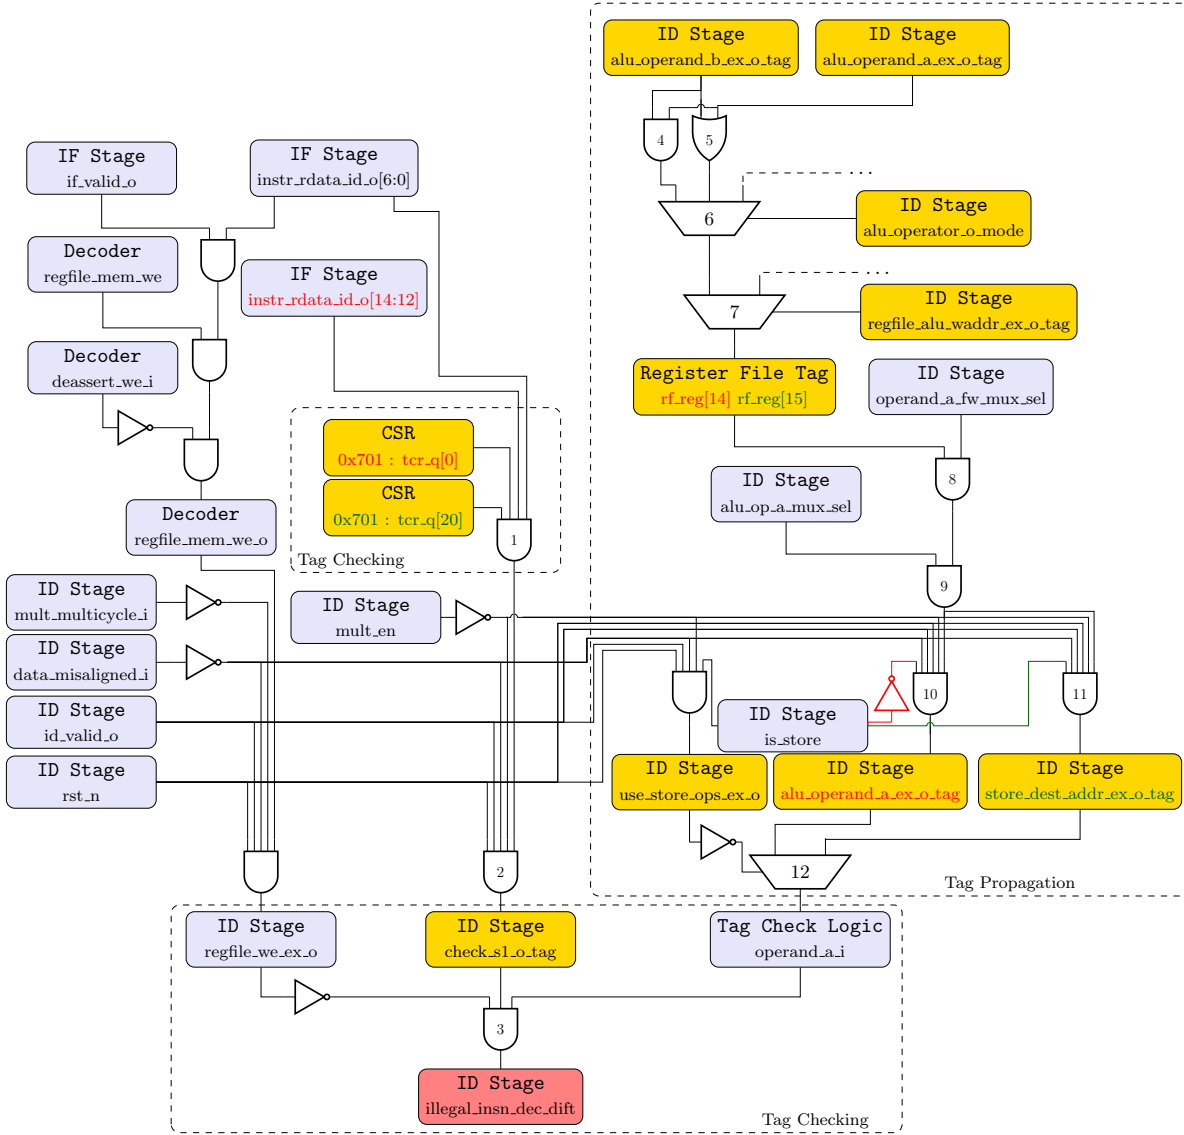 ID Stage
alu_operand_b_ex_o_tag
ID Stage
alu_operand_a_ex_o_tag
4
5
IF Stage
if_valid_o
IF Stage
instr_rdata_id_o[6:0]
...
6
ID Stage
alu_operator_o_mode
Decoder
regfile_mem_we
IF Stage
instr_rdata_id_o[14:12]
...
7
ID Stage
regfile_alu_waddr_ex_o_tag
Decoder
deassert_we_i
Register File Tag
rf_reg[14] rf_reg[15]
ID Stage
operand_a_fw_mux_sel
CSR
0x701 : tcr_q[0]
CSR
0x701 : tcr_q[20]
1
Tag Checking
8
ID Stage
alu_op_a_mux_sel
Decoder
regfile_mem_we_o
9
ID Stage
mult_multicycle_i
ID Stage
mult_en
ID Stage
data_misaligned_i
10
11
ID Stage
id_valid_o
ID Stage
is_store
ID Stage
rst_n
ID Stage
use_store_ops_ex_o
ID Stage
alu_operand_a_ex_o_tag
ID Stage
store_dest_addr_ex_o_tag
2
12
Tag Propagation
ID Stage
regfile_we_ex_o
ID Stage
check_s1_o_tag
Tag Check Logic
operand_a_i
3
ID Stage
illegal_insn_dec_dift
Tag Checking